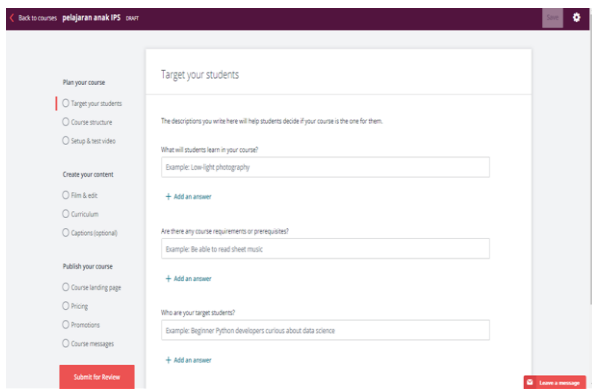 Back to courses pelajaran anak IPS DRAFT Save
Target your students
Plan your course
Target your students
Course structure
Setup & test video
Create your content
Film & edit
Curriculum
Captions (optional)
Publish your course
Course landing page
Pricing
Promotions
Course messages
Submit for Review
The descriptions you write here will help students decide if your course is the one for them.
What will students learn in your course?
Example: Low-light photography
+ Add an answer
Are there any course requirements or prerequisites?
Example: Be able to read sheet music
+ Add an answer
Who are your target students?
Example: Beginner Python developers curious about data science
+ Add an answer
Leave a message